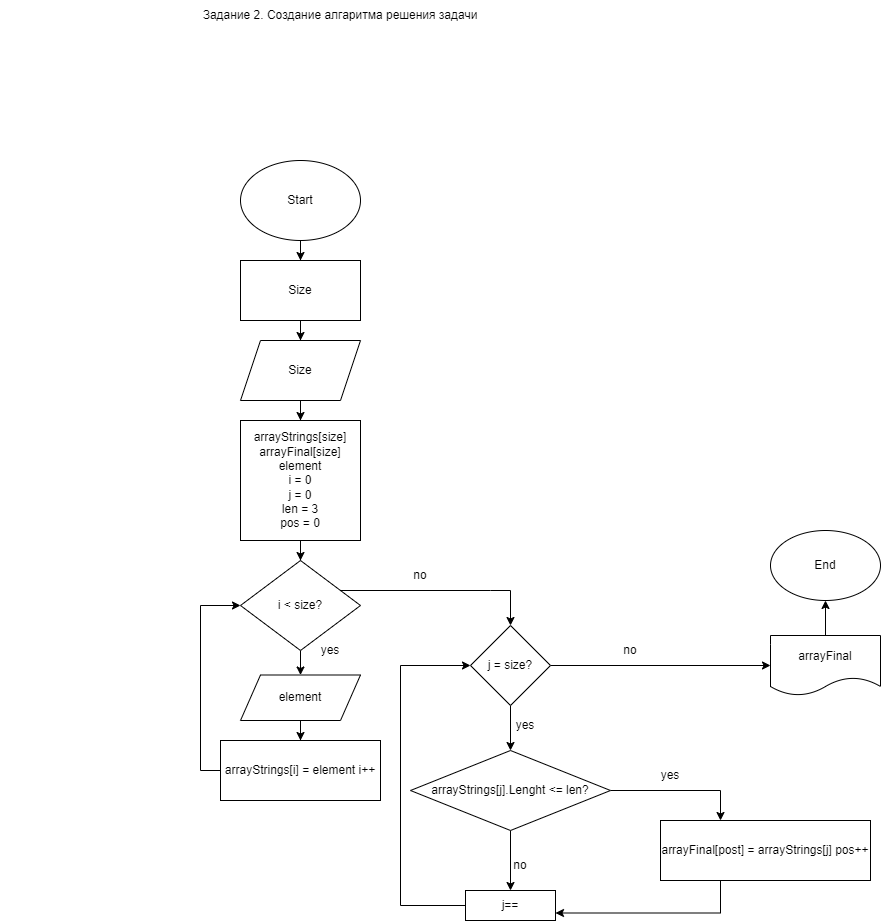 Задание 2. Создание алгаритма решения задачи
Start
Size
Size
arrayStrings[size]
arrayFinal[size]
element
i = 0
j = 0
len = 3
pos = 0
i < size?
no
yes
element
arrayStrings[i] = element i++
j = size?
no
yes
arrayFinal
End
arrayStrings[j].Lenght <= len?
yes
arrayFinal[post] = arrayStrings[j] pos++
no
j==